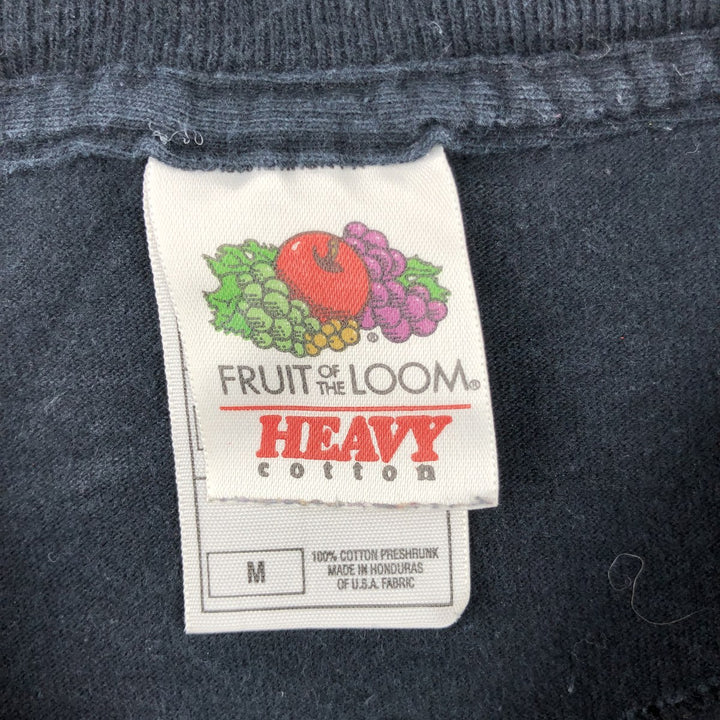 ®
FRUIT OF THE LOOM®
HEAVY
cotton
M
100% COTTON PRESHRUNK
MADE IN HONDURAS
OF U.S.A. FABRIC